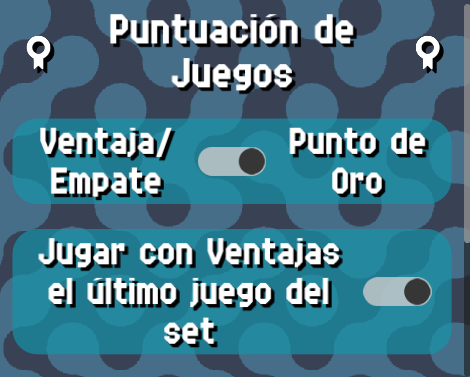 Puntuación de
Juegos
Ventaja/
Empate
Punto de
Oro
Jugar con Ventajas
el último juego del
set